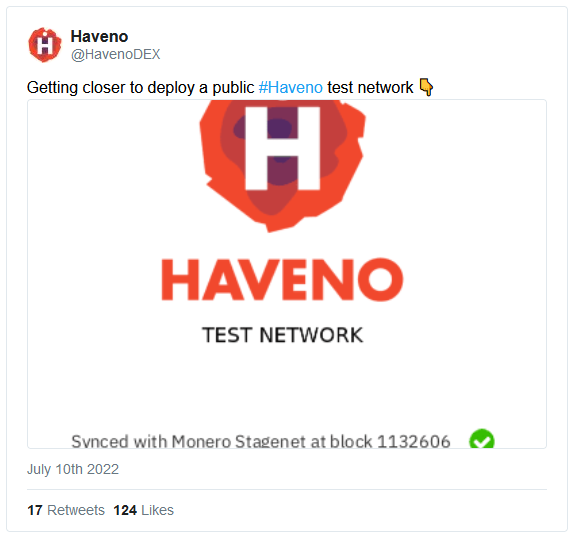 Haveno
@HavenoDEX
Getting closer to deploy a public #Haveno test network 👇
H
HAVENO
TEST NETWORK
Synced with Monero Stagenet at block 1132606
July 10th 2022
17 Retweets 124 Likes